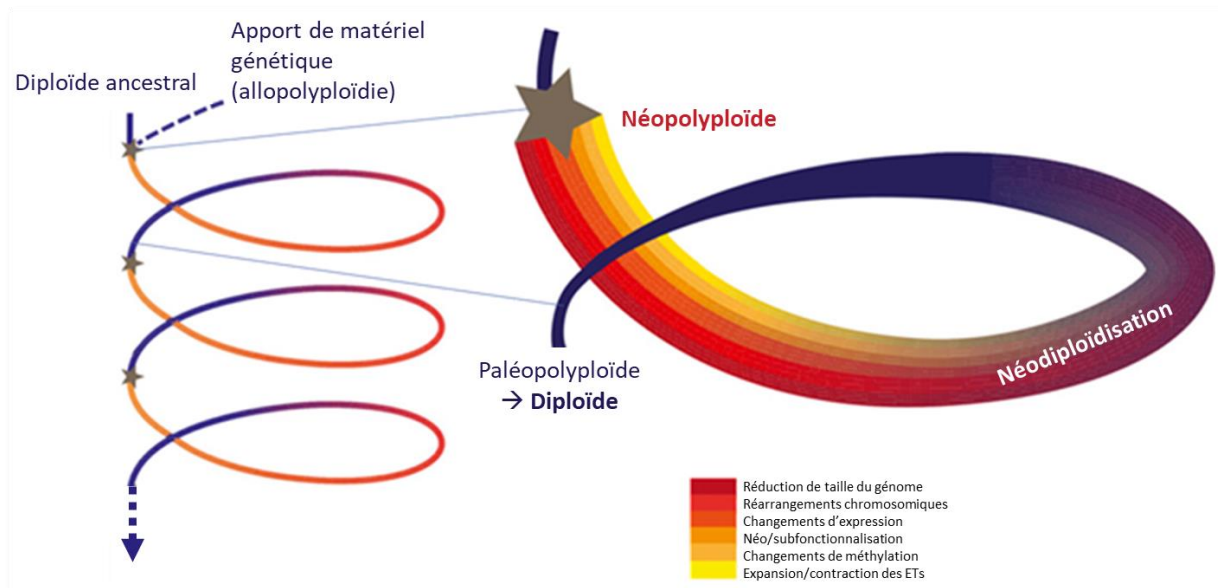 Apport de matériel
génétique
(allopolyploïdie)
Diploïde ancestral
Néopolyploïde
Néodiploïdisation
Paléopolyploïde
→ Diploïde
Réduction de taille du génome
Réarrangements chromosomiques
Changements d'expression
Néo/subfonctionnalisation
Changements de méthylation
Expansion/contraction des ETs